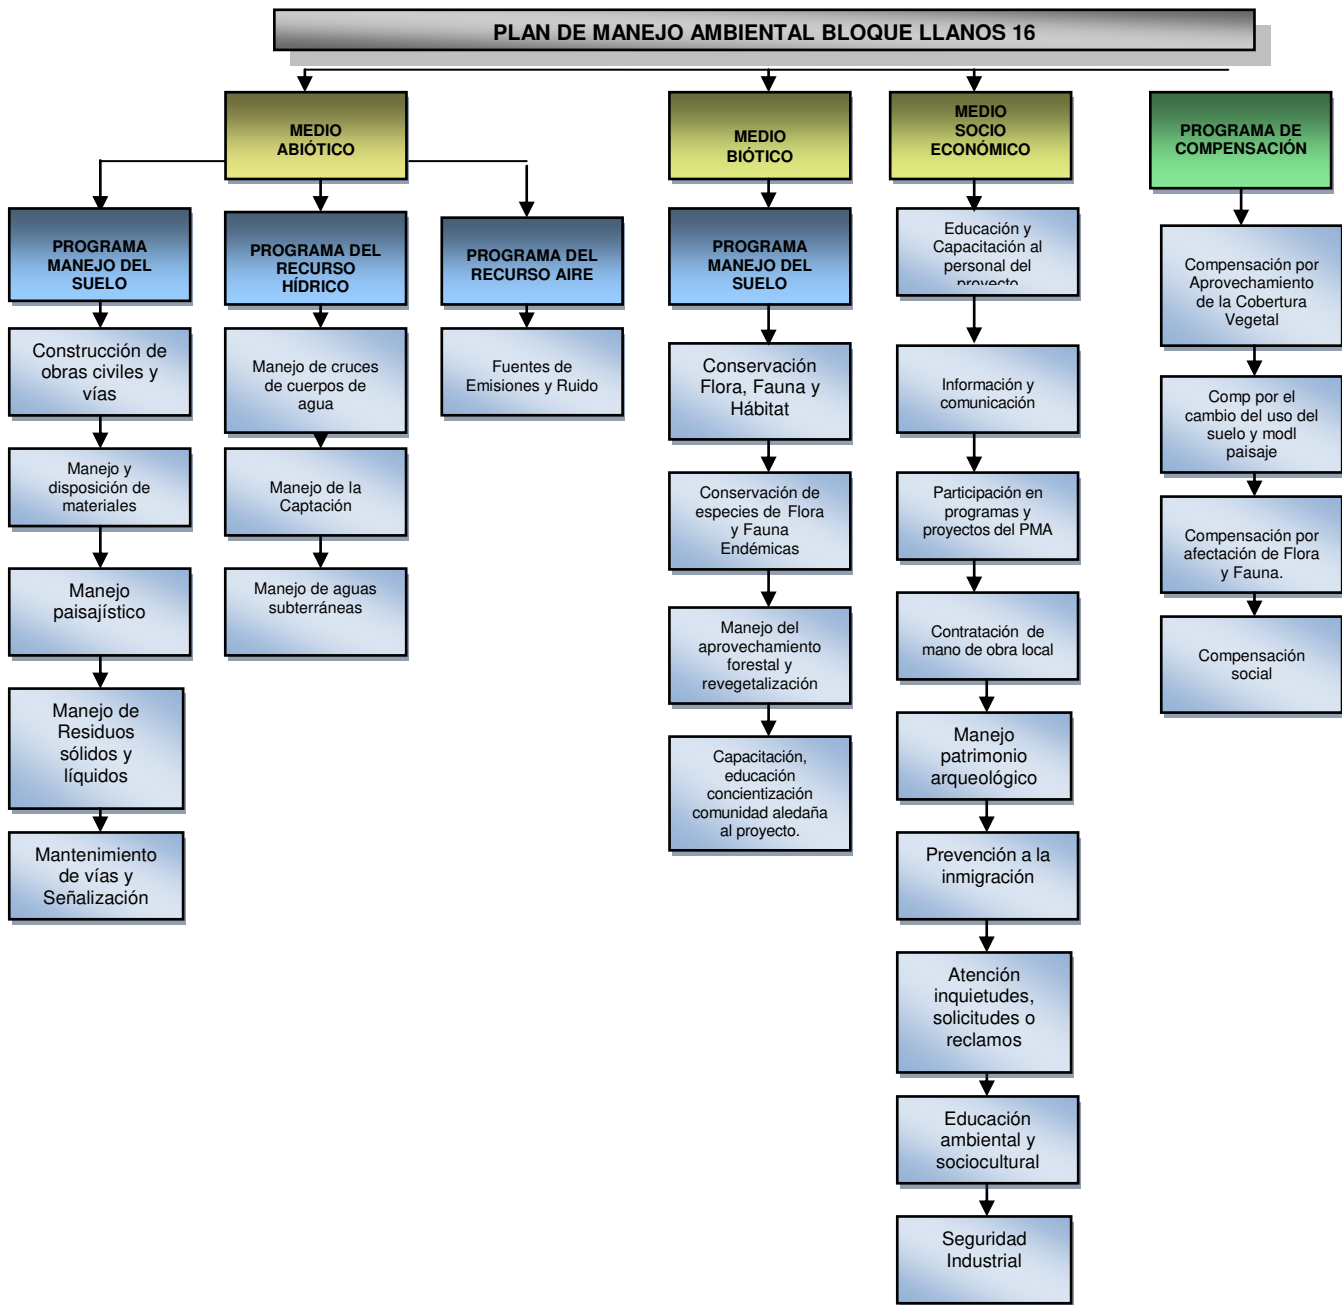 PLAN DE MANEJO AMBIENTAL BLOQUE LLANOS 16
MEDIO
ABIÓTICO
MEDIO
BIÓTICO
MEDIO
SOCIO
ECONÓMICO
PROGRAMA DE
COMPENSACIÓN
PROGRAMA
MANEJO DEL
SUELO
Construcción de
obras civiles y
vías
Manejo y
disposición de
materiales
Manejo
paisajístico
Manejo de
Residuos
sólidos y
líquidos
Mantenimiento
de vías y
Señalización
PROGRAMA DEL
RECURSO
HÍDRICO
Manejo de cruces
de cuerpos de
agua
Manejo de la
Captación
Manejo de aguas
subterráneas
PROGRAMA DEL
RECURSO AIRE
Fuentes de
Emisiones y Ruido
PROGRAMA
MANEJO DEL
SUELO
Conservación
Flora, Fauna y
Hábitat
Conservación de
especies de Flora
y Fauna
Endémicas
Manejo del
aprovechamiento
forestal y
revegetalización
Capacitación,
educación
concientización
comunidad aledaña
al proyecto.
Educación y
Capacitación al
personal del
proyecto
Información y
comunicación
Participación en
programas y
proyectos del PMA
Contratación de
mano de obra local
Manejo
patrimonio
arqueológico
Prevención a la
inmigración
Atención
inquietudes,
solicitudes o
reclamos
Educación
ambiental y
sociocultural
Seguridad
Industrial
Compensación por
Aprovechamiento
de la Cobertura
Vegetal
Comp por el
cambio del uso del
suelo y modl
paisaje
Compensación por
afectación de Flora
y Fauna.
Compensación
social